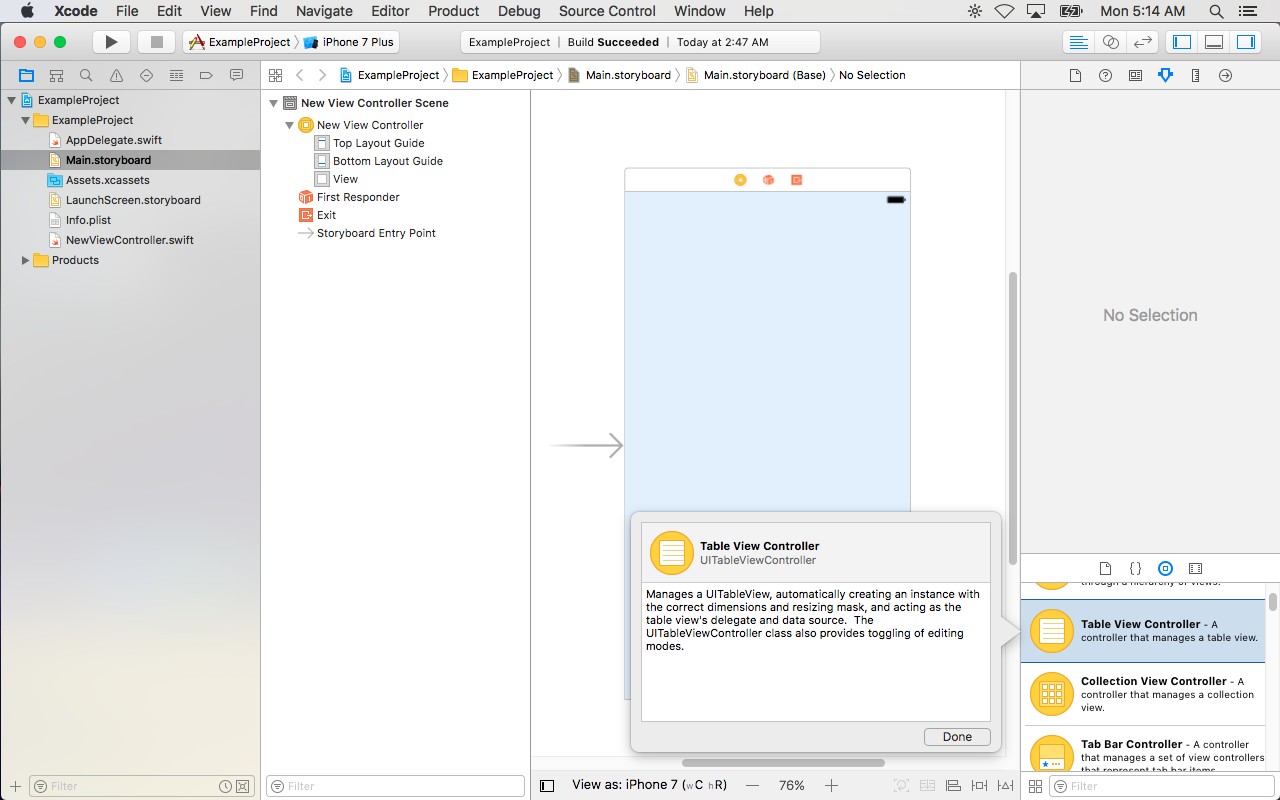 Xcode File Edit View Find Navigate Editor Product Debug Source Control Window Help Mon 5:14 AM
ExampleProject iPhone 7 Plus ExampleProject Build Succeeded Today at 2:47 AM
ExampleProject ExampleProject Main.storyboard Main.storyboard (Base) No Selection
ExampleProject
ExampleProject
AppDelegate.swift
Main.storyboard
Assets.xcassets
LaunchScreen.storyboard
Info.plist
NewViewController.swift
Products
Filter
New View Controller Scene
New View Controller
Top Layout Guide
Bottom Layout Guide
View
First Responder
Exit
Storyboard Entry Point
Filter
Table View Controller
UITableViewController
Manages a UITableView, automatically creating an instance with
the correct dimensions and resizing mask, and acting as the
table view's delegate and data source. The
UITableViewController class also provides toggling of editing
modes.
Done
View as: iPhone 7 (wC hR) — 76% +
No Selection
through a hierarchy of views.
Table View Controller - A
controller that manages a table view.
Collection View Controller - A
controller that manages a collection
view.
Tab Bar Controller - A controller
that manages a set of view controllers
that represent tab bar items.
Filter